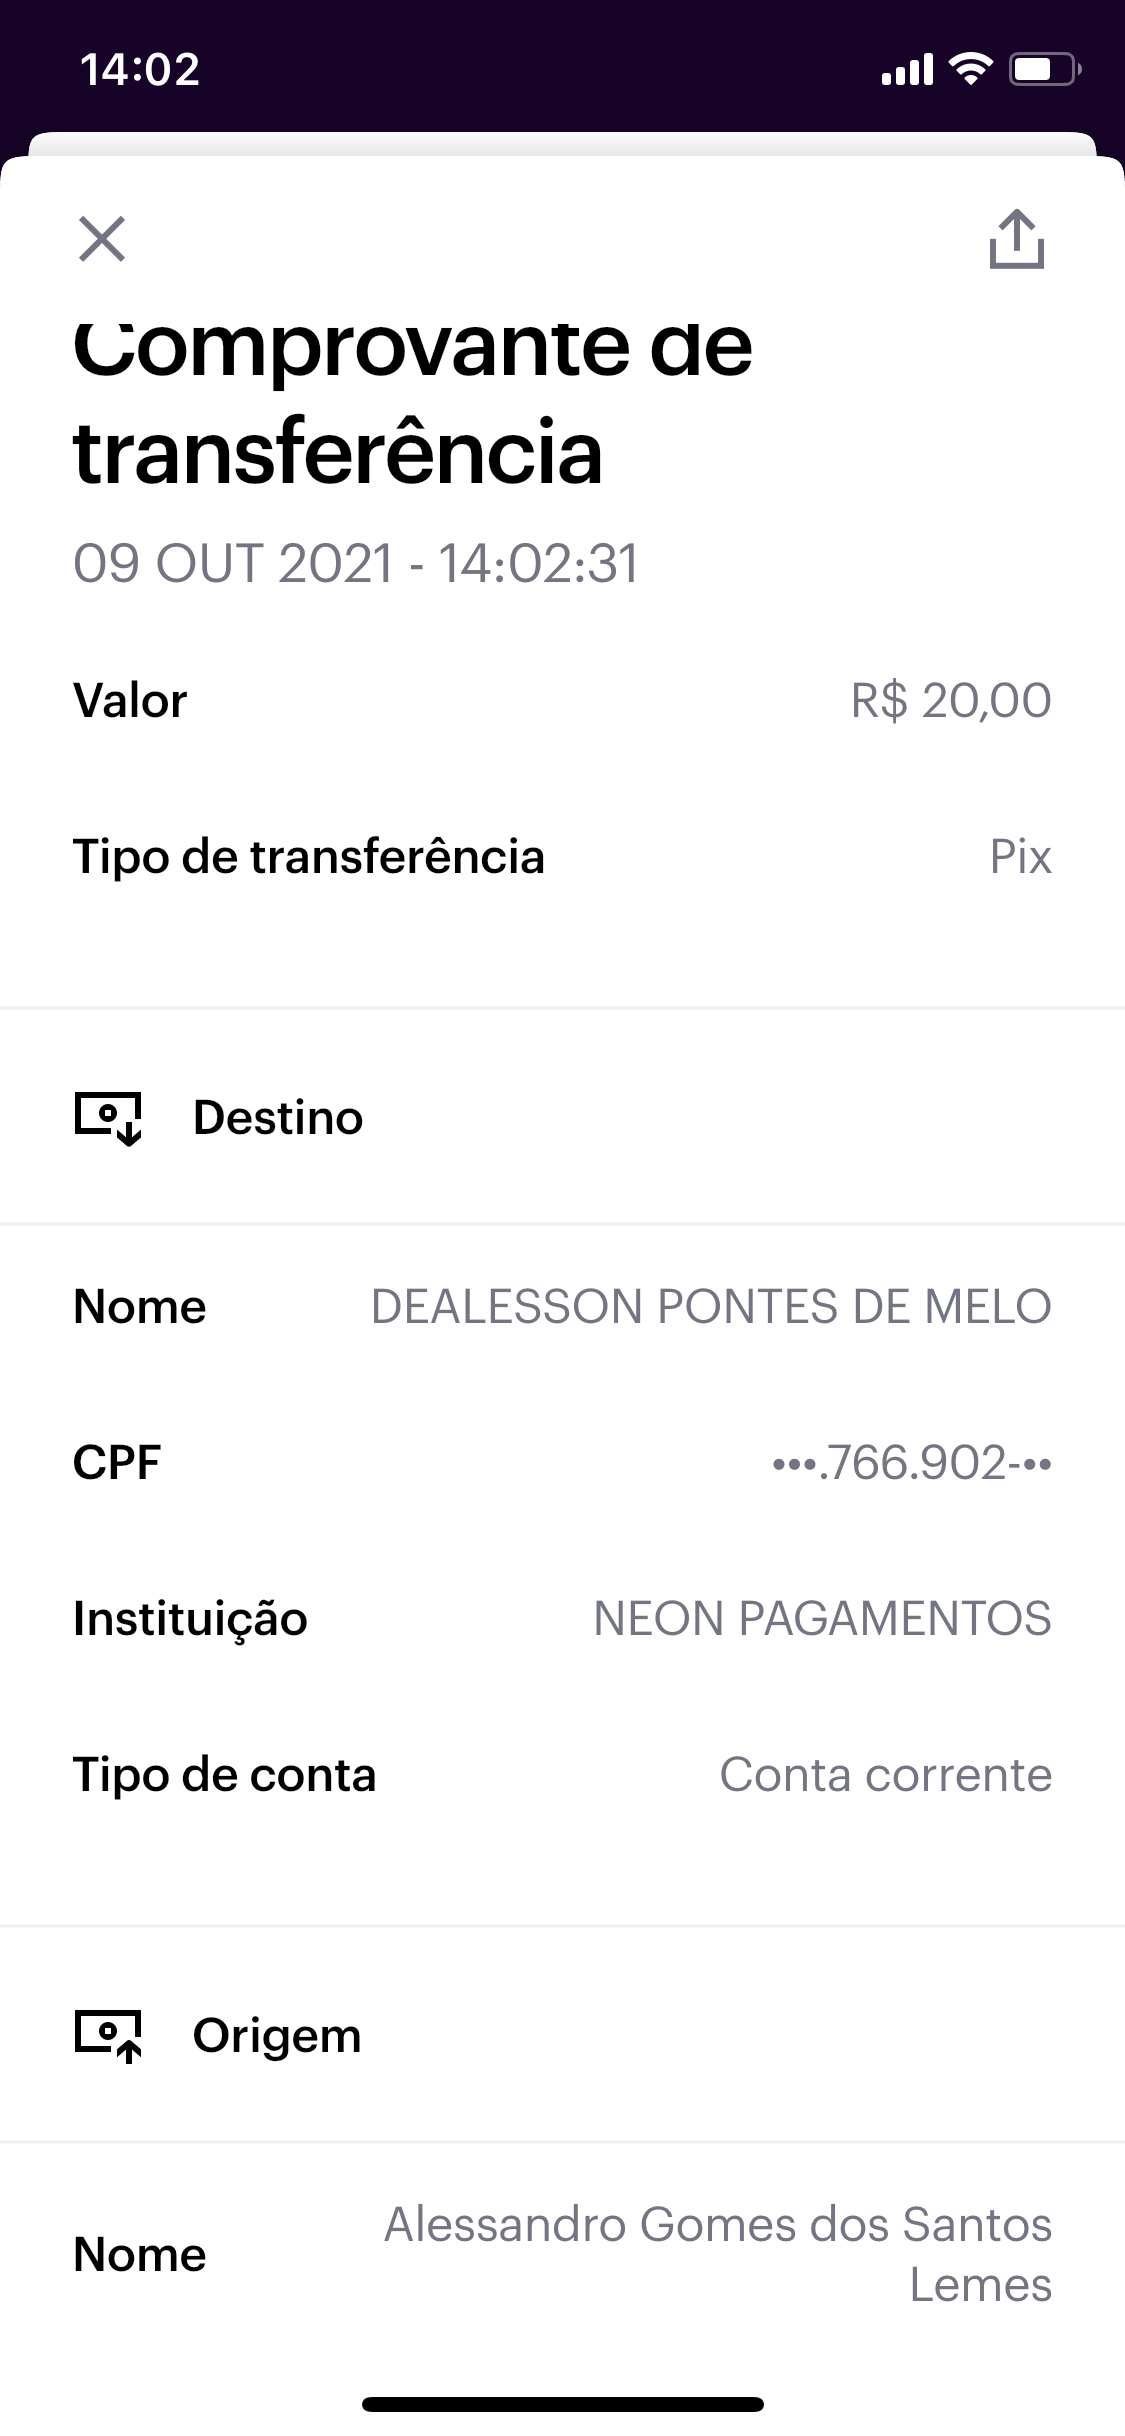 14:02
Comprovante de
transferência
09 OUT 2021 - 14:02:31
Valor R$ 20,00
Tipo de transferência Pix
Destino
Nome DEALESSON PONTES DE MELO
CPF •••.766.902-••
Instituição NEON PAGAMENTOS
Tipo de conta Conta corrente
Origem
Nome Alessandro Gomes dos Santos
Lemes